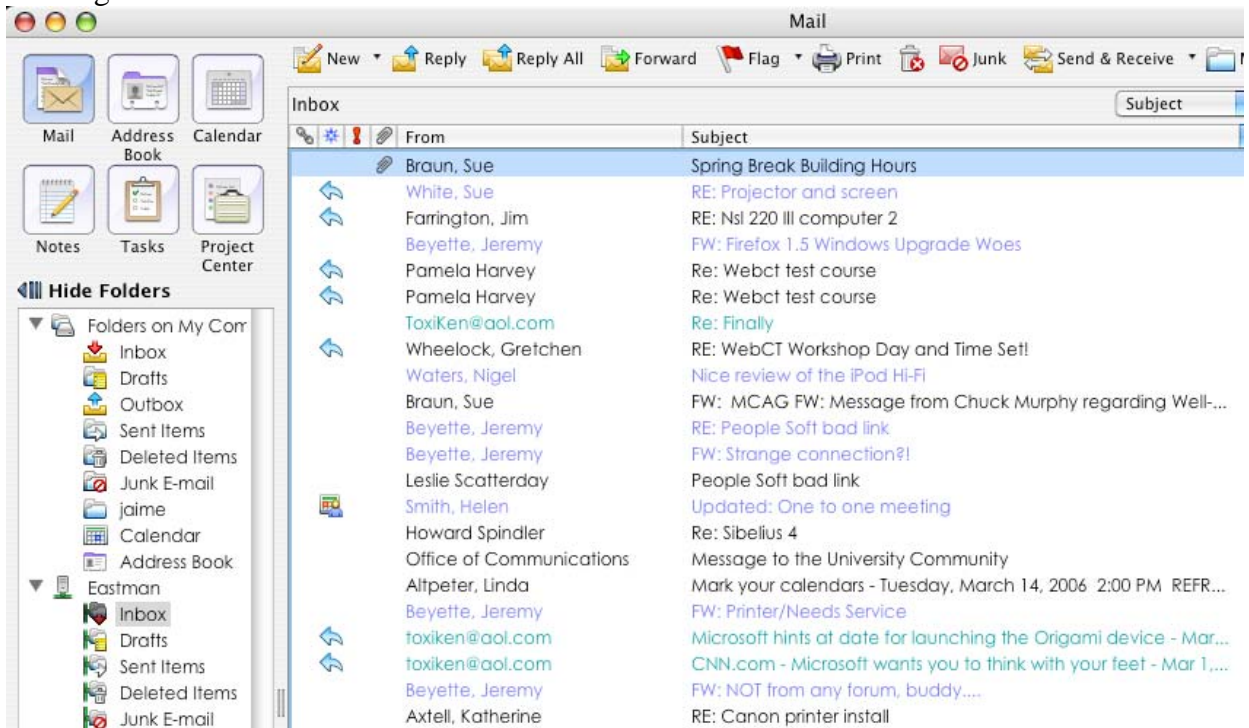 Mail
New Reply Reply All Forward Flag Print Junk Send & Receive
Mail Address Book Calendar
Notes Tasks Project Center
Hide Folders
Folders on My Com
Inbox
Drafts
Outbox
Sent Items
Deleted Items
Junk E-mail
jaime
Calendar
Address Book
Eastman
Inbox
Drafts
Sent Items
Deleted Items
Junk E-mail
Inbox Subject
From Subject
Braun, Sue Spring Break Building Hours
White, Sue RE: Projector and screen
Farrington, Jim RE: Nsl 220 III computer 2
Beyette, Jeremy FW: Firefox 1.5 Windows Upgrade Woes
Pamela Harvey Re: Webct test course
Pamela Harvey Re: Webct test course
ToxiKen@aol.com Re: Finally
Wheelock, Gretchen RE: WebCT Workshop Day and Time Set!
Waters, Nigel Nice review of the iPod Hi-Fi
Braun, Sue FW:  MCAG FW: Message from Chuck Murphy regarding Well-...
Beyette, Jeremy RE: People Soft bad link
Beyette, Jeremy FW: Strange connection?!
Leslie Scatterday People Soft bad link
Smith, Helen Updated: One to one meeting
Howard Spindler Re: Sibelius 4
Office of Communications Message to the University Community
Altpeter, Linda Mark your calendars - Tuesday, March 14, 2006  2:00 PM  REFR...
Beyette, Jeremy FW: Printer/Needs Service
toxiken@aol.com Microsoft hints at date for launching the Origami device - Mar...
toxiken@aol.com CNN.com - Microsoft wants you to think with your feet - Mar 1,...
Beyette, Jeremy FW: NOT from any forum, buddy....
Axtell, Katherine RE: Canon printer install